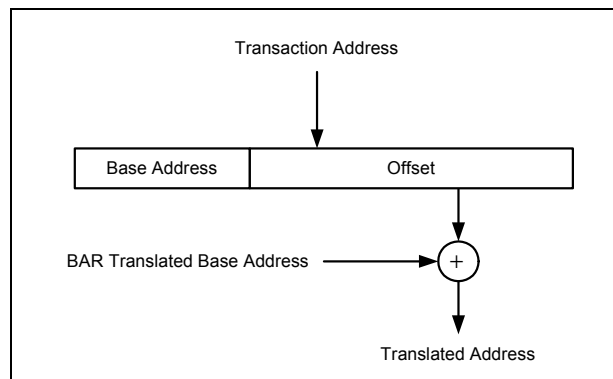 Transaction Address
Base Address
Offset
BAR Translated Base Address
+
Translated Address